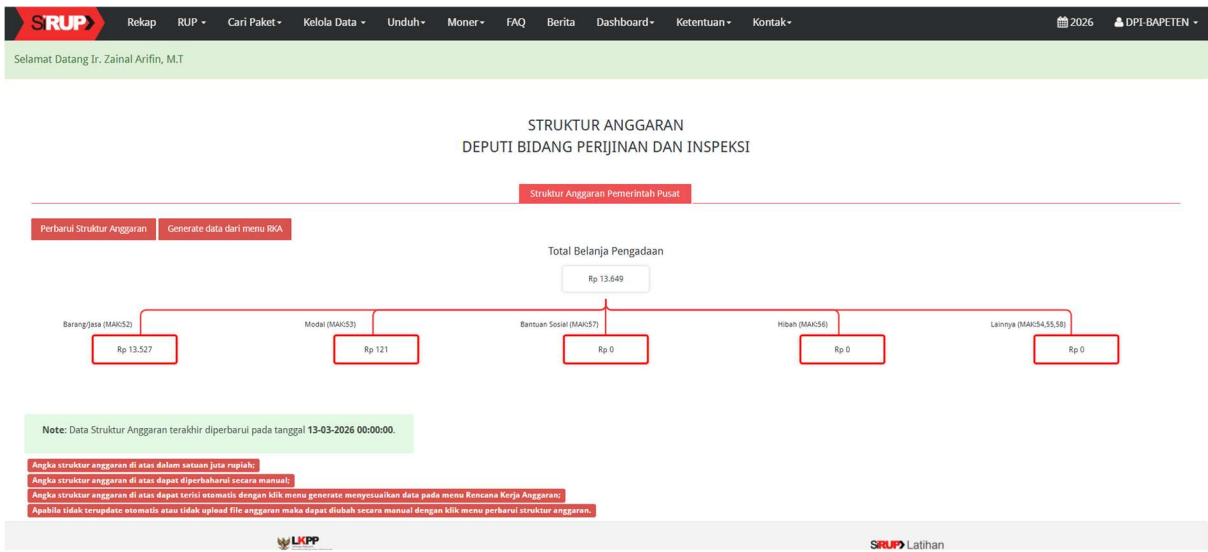 SiRUP Rekap RUP Cari Paket Kelola Data Unduh Moner FAQ Berita Dashboard Ketentuan Kontak 2026 DPI-BAPETEN
Selamat Datang Ir. Zainal Arifin, M.T
STRUKTUR ANGGARAN
DEPUTI BIDANG PERIJINAN DAN INSPEKSI
Struktur Anggaran Pemerintah Pusat
Perbarui Struktur Anggaran Generate data dari menu RKA
Total Belanja Pengadaan
Rp 13.649
Barang/Jasa (MAK:52) Modal (MAK:53) Bantuan Sosial (MAK:57) Hibah (MAK:56) Lainnya (MAK:54,55,58)
Rp 13.527 Rp 121 Rp 0 Rp 0 Rp 0
Note: Data Struktur Anggaran terakhir diperbarui pada tanggal 13-03-2026 00:00:00.
Angka struktur anggaran di atas dalam satuan juta rupiah;
Angka struktur anggaran di atas dapat diperbaharui secara manual;
Angka struktur anggaran di atas dapat terisi otomatis dengan klik menu generate menyesuaikan data pada menu Rencana Kerja Anggaran;
Apabila tidak terupdate otomatis atau tidak upload file anggaran maka dapat diubah secara manual dengan klik menu perbarui struktur anggaran.
LKPP SiRUP Latihan